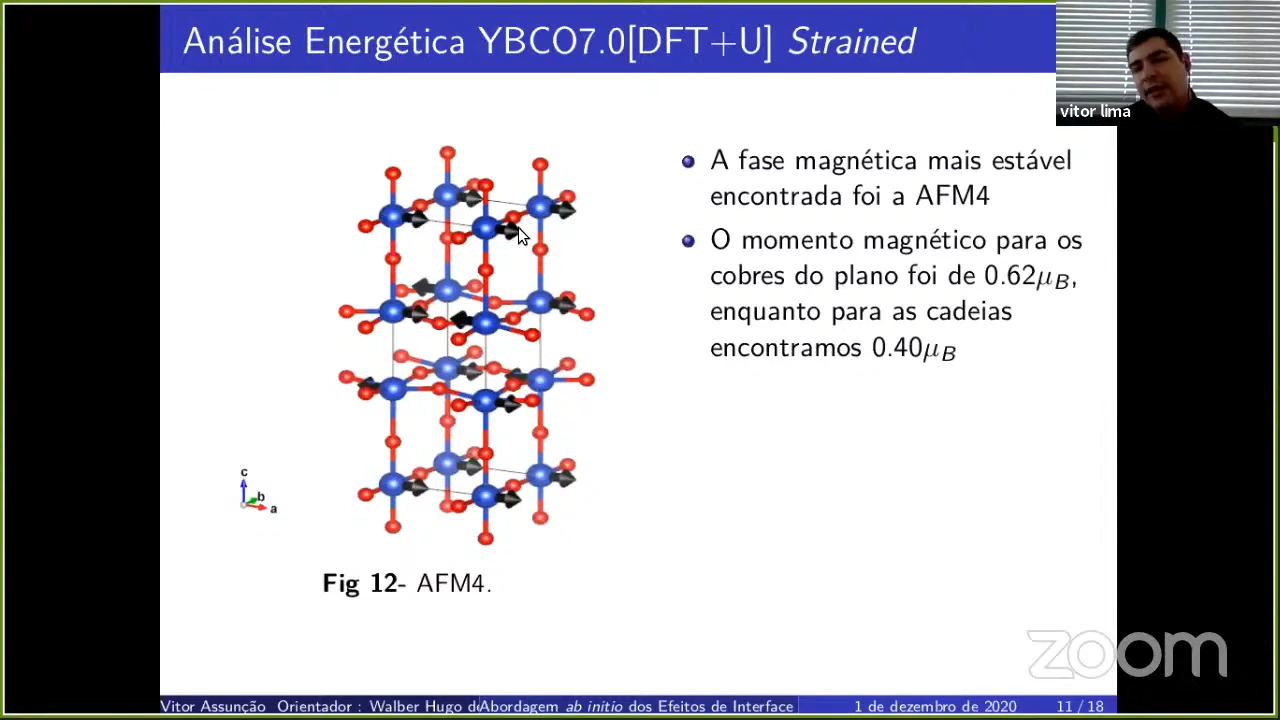 Análise Energética YBCO7.0[DFT+U] Strained
vitor lima
A fase magnética mais estável
encontrada foi a AFM4
O momento magnético para os
cobres do plano foi de 0.62μB,
enquanto para as cadeias
encontramos 0.40μB
c
b
a
Fig 12- AFM4.
zoom
Vitor Assunção Orientador : Walber Hugo de Abordagem ab initio dos Efeitos de Interface 1 de dezembro de 2020 11 / 18